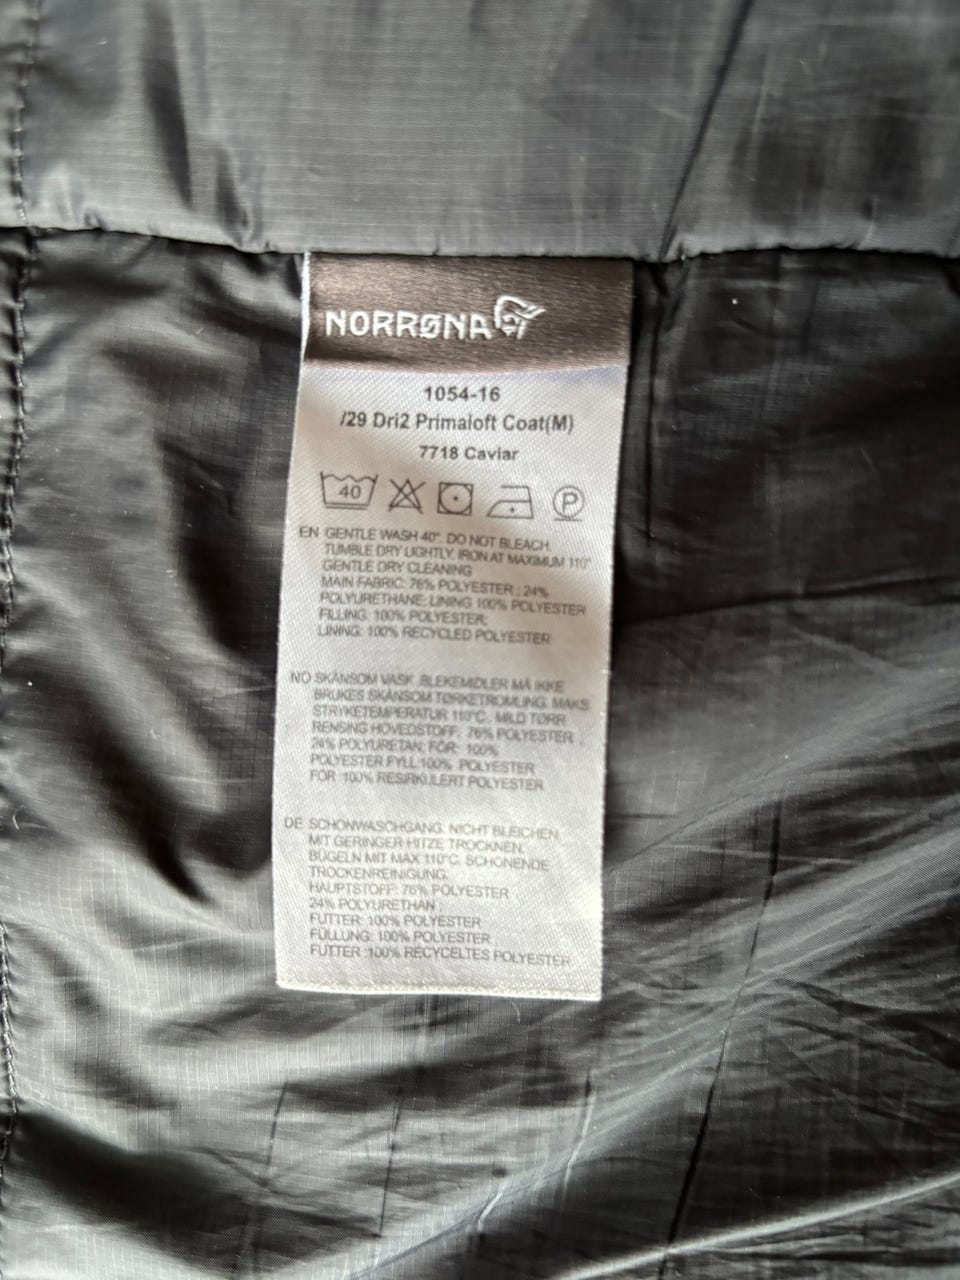 NORRØNA
1054-16
/29 Dri2 Primaloft Coat(M)
7718 Caviar
40 P
EN GENTLE WASH 40°. DO NOT BLEACH
TUMBLE DRY LIGHTLY. IRON AT MAXIMUM 110°
GENTLE DRY CLEANING
MAIN FABRIC: 76% POLYESTER ; 24%
POLYURETHANE; LINING 100% POLYESTER
FILLING: 100% POLYESTER;
LINING: 100% RECYCLED POLYESTER
NO SKÅNSOM VASK .BLEKEMIDLER MÅ IKKE
BRUKES SKÅNSOM TØRKETROMLING. MAKS
STRYKETEMPERATUR 110°C . MILD TØRR
RENSING HOVEDSTOFF: 76% POLYESTER ;
24% POLYURETAN; FÔR: 100%
POLYESTER FYLL 100% POLYESTER
FÔR :100% RESIRKULERT POLYESTER
DE SCHONWASCHGANG. NICHT BLEICHEN.
MIT GERINGER HITZE TROCKNEN.
BÜGELN MIT MAX 110°C. SCHONENDE
TROCKENREINIGUNG.
HAUPTSTOFF: 76% POLYESTER
24% POLYURETHAN ;
FUTTER: 100% POLYESTER
FÜLLUNG: 100% POLYESTER
FUTTER :100% RECYCELTES POLYESTER